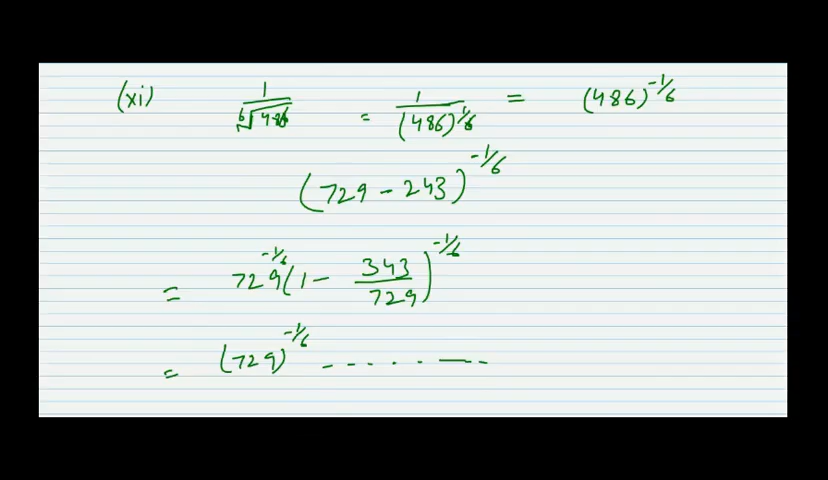 (xi) 1/⁶√486 = 1/(486)^1/6 = (486)^-1/6
(729 - 243)^-1/6
= 729^-1/6 (1 - 343/729)^-1/6
= (729)^-1/6 - - - - - - —- -